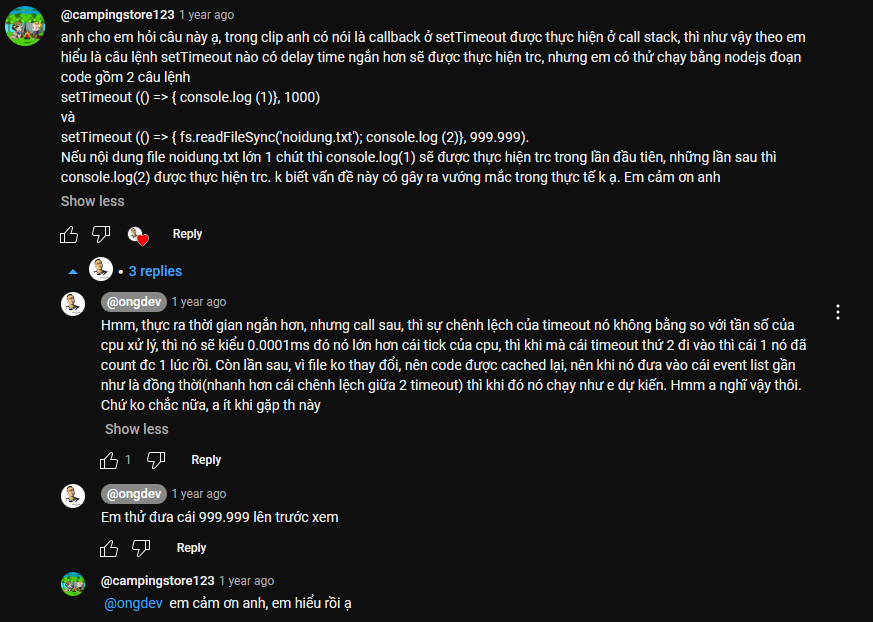 @campingstore123 1 year ago
anh cho em hỏi câu này ạ, trong clip anh có nói là callback ở setTimeout được thực hiện ở call stack, thì như vậy theo em
hiểu là câu lệnh setTimeout nào có delay time ngắn hơn sẽ được thực hiện trc, nhưng em có thử chạy bằng nodejs đoạn
code gồm 2 câu lệnh
setTimeout (() => { console.log (1)}, 1000)
và
setTimeout (() => { fs.readFileSync('noidung.txt'); console.log (2)}, 999.999).
Nếu nội dung file noidung.txt lớn 1 chút thì console.log(1) sẽ được thực hiện trc trong lần đầu tiên, những lần sau thì
console.log(2) được thực hiện trc. k biết vấn đề này có gây ra vướng mắc trong thực tế k ạ. Em cảm ơn anh
Show less
Reply
• 3 replies
@ongdev 1 year ago
Hmm, thực ra thời gian ngắn hơn, nhưng call sau, thì sự chênh lệch của timeout nó không bằng so với tần số của
cpu xử lý, thì nó sẽ kiểu 0.0001ms đó nó lớn hơn cái tick của cpu, thì khi mà cái timeout thứ 2 đi vào thì cái 1 nó đã
count đc 1 lúc rồi. Còn lần sau, vì file ko thay đổi, nên code được cached lại, nên khi nó đưa vào cái event list gần
như là đồng thời(nhanh hơn cái chênh lệch giữa 2 timeout) thì khi đó nó chạy như e dự kiến. Hmm a nghĩ vậy thôi.
Chứ ko chắc nữa, a ít khi gặp th này
Show less
1 Reply
@ongdev 1 year ago
Em thử đưa cái 999.999 lên trước xem
Reply
@campingstore123 1 year ago
@ongdev em cảm ơn anh, em hiểu rồi ạ